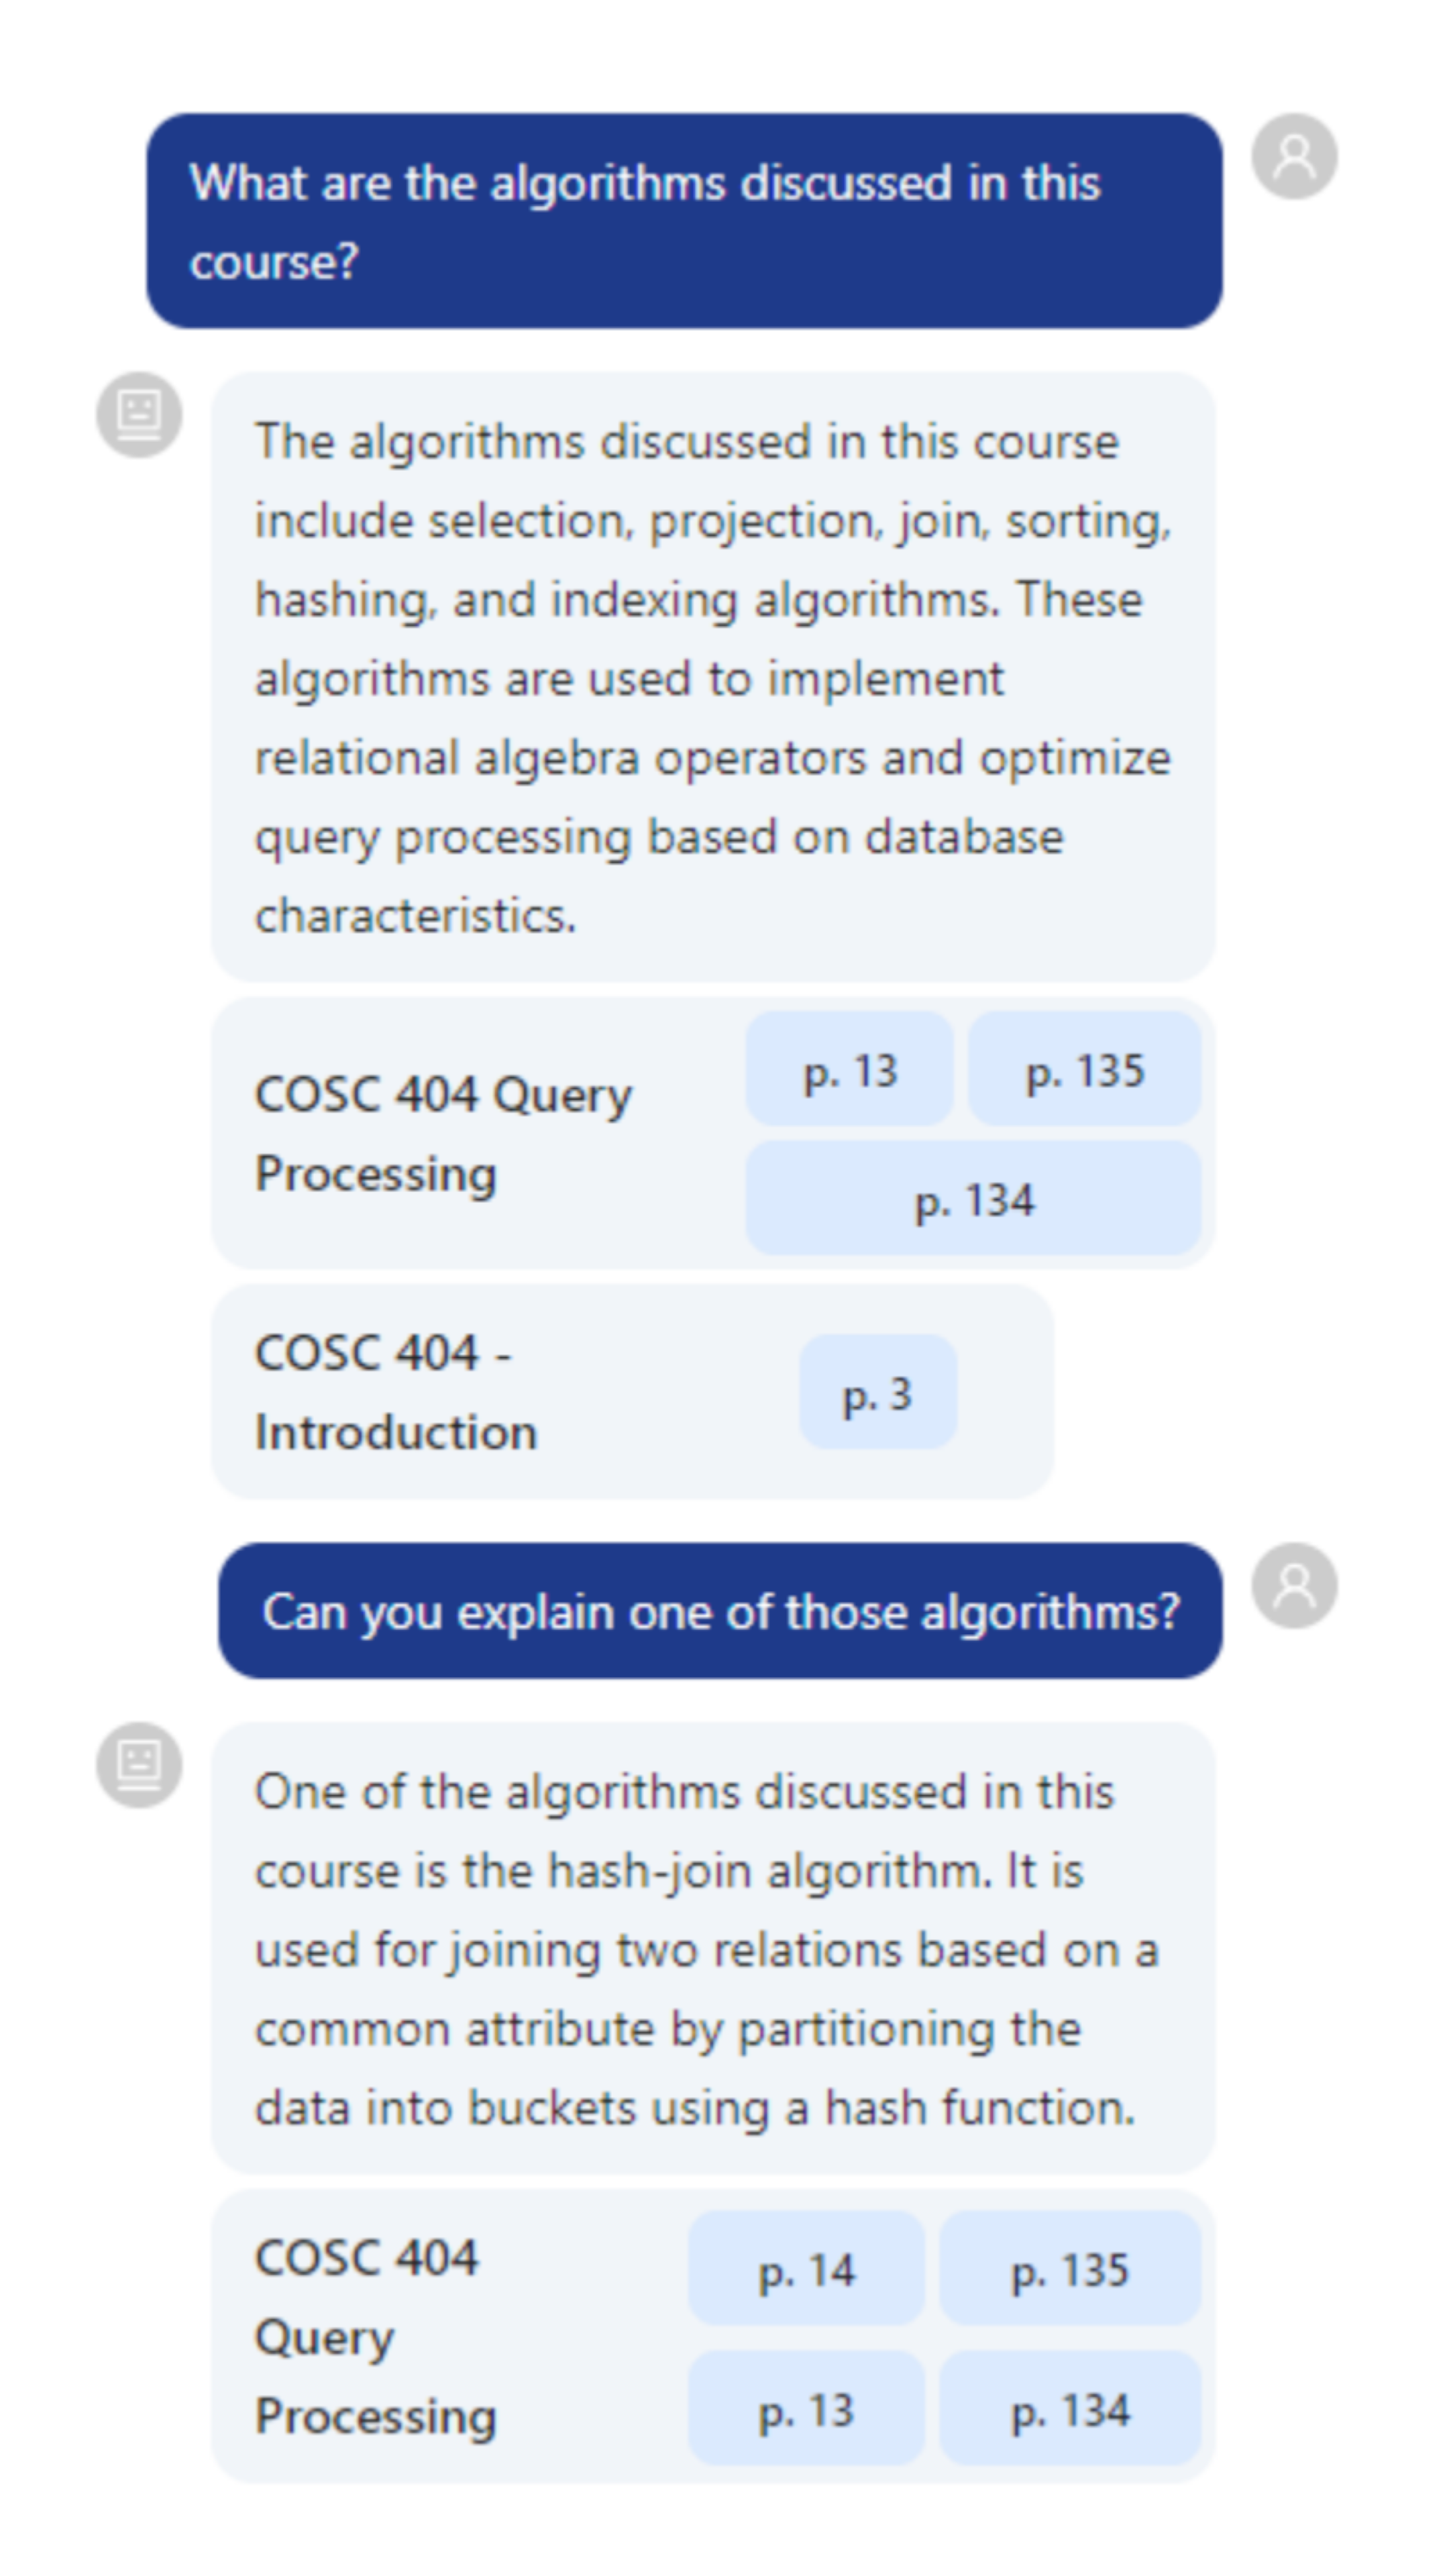 What are the algorithms discussed in this
course?
The algorithms discussed in this course
include selection, projection, join, sorting,
hashing, and indexing algorithms. These
algorithms are used to implement
relational algebra operators and optimize
query processing based on database
characteristics.
COSC 404 Query
Processing
p. 13
p. 135
p. 134
COSC 404 -
Introduction
p. 3
Can you explain one of those algorithms?
One of the algorithms discussed in this
course is the hash-join algorithm. It is
used for joining two relations based on a
common attribute by partitioning the
data into buckets using a hash function.
COSC 404
Query
Processing
p. 14
p. 135
p. 13
p. 134